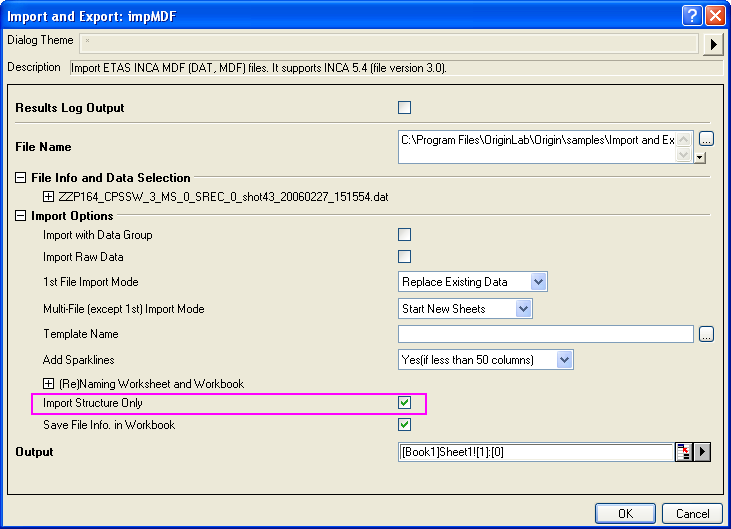 Import and Export: impMDF
Dialog Theme *
Description Import ETAS INCA MDF (DAT, MDF) files. It supports INCA 5.4 (file version 3.0).
Results Log Output
File Name C:\Program Files\OriginLab\Origin\samples\Import and Ex ...
File Info and Data Selection
ZZP164_CPSSW_3_MS_0_SREC_0_shot43_20060227_151554.dat
Import Options
Import with Data Group
Import Raw Data
1st File Import Mode Replace Existing Data
Multi-File (except 1st) Import Mode Start New Sheets
Template Name ...
Add Sparklines Yes(if less than 50 columns)
(Re)Naming Worksheet and Workbook
Import Structure Only
Save File Info. in Workbook
Output [Book1]Sheet1![1]:[0]
OK Cancel